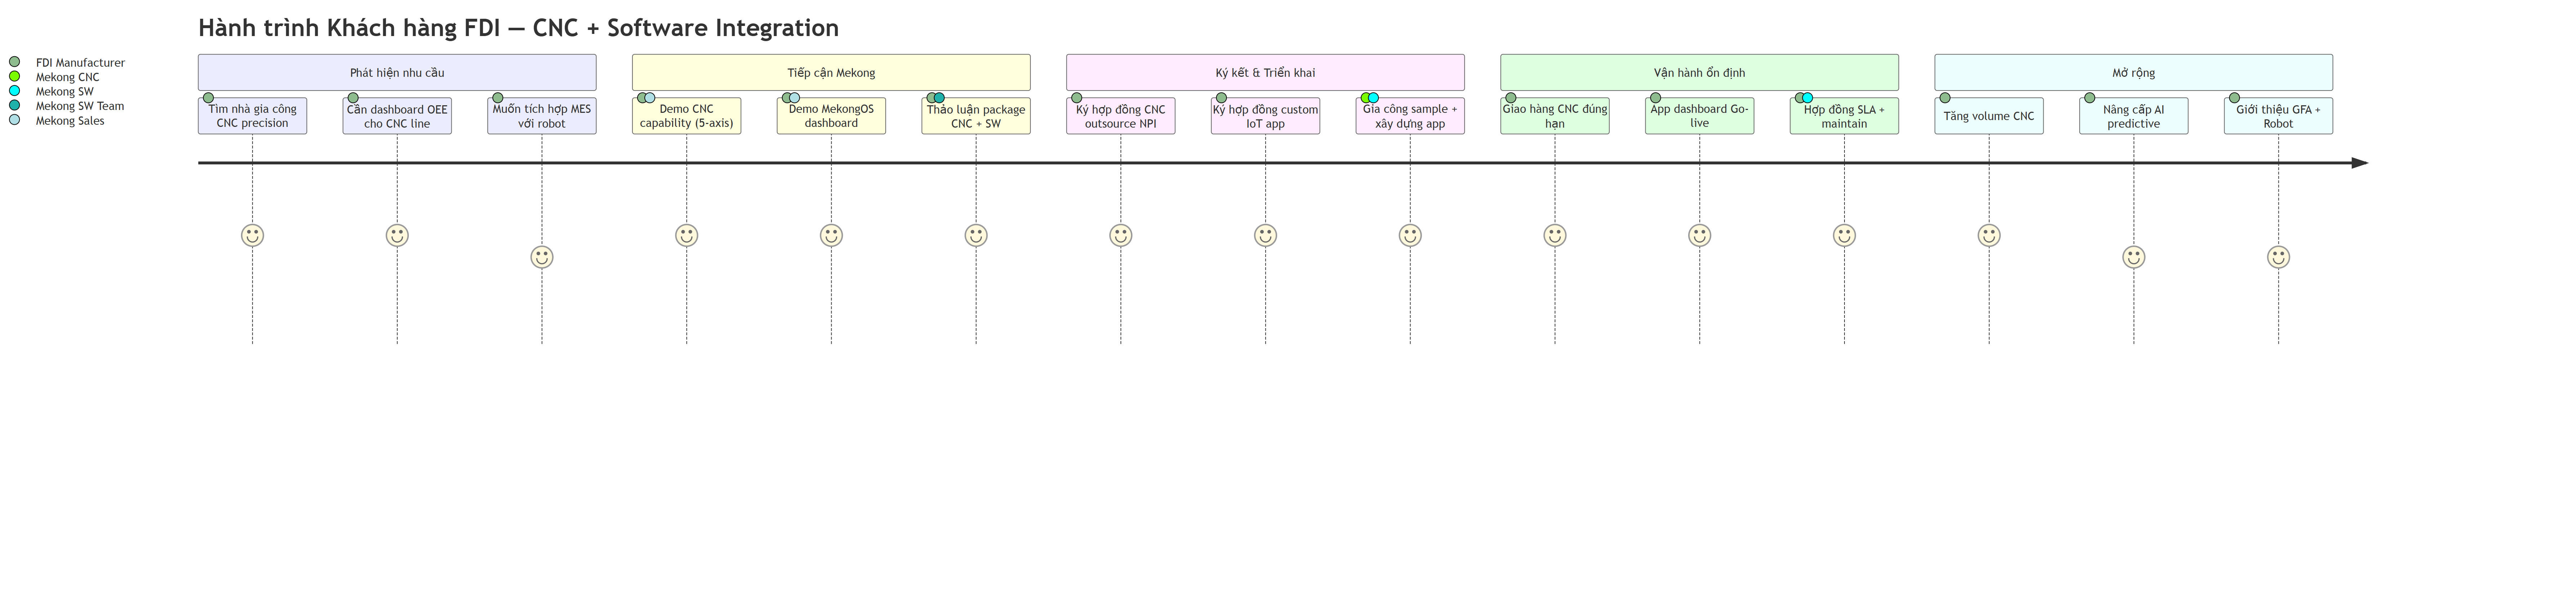 Hành trình Khách hàng FDI — CNC + Software Integration
FDI Manufacturer
Mekong CNC
Mekong SW
Mekong SW Team
Mekong Sales
Phát hiện nhu cầu
Tìm nhà gia công
CNC precision
Cần dashboard OEE
cho CNC line
Muốn tích hợp MES
với robot
Tiếp cận Mekong
Demo CNC
capability (5-axis)
Demo MekongOS
dashboard
Thảo luận package
CNC + SW
Ký kết & Triển khai
Ký hợp đồng CNC
outsource NPI
Ký hợp đồng custom
IoT app
Gia công sample +
xây dựng app
Vận hành ổn định
Giao hàng CNC đúng
hạn
App dashboard Go-
live
Hợp đồng SLA +
maintain
Mở rộng
Tăng volume CNC
Nâng cấp AI
predictive
Giới thiệu GFA +
Robot